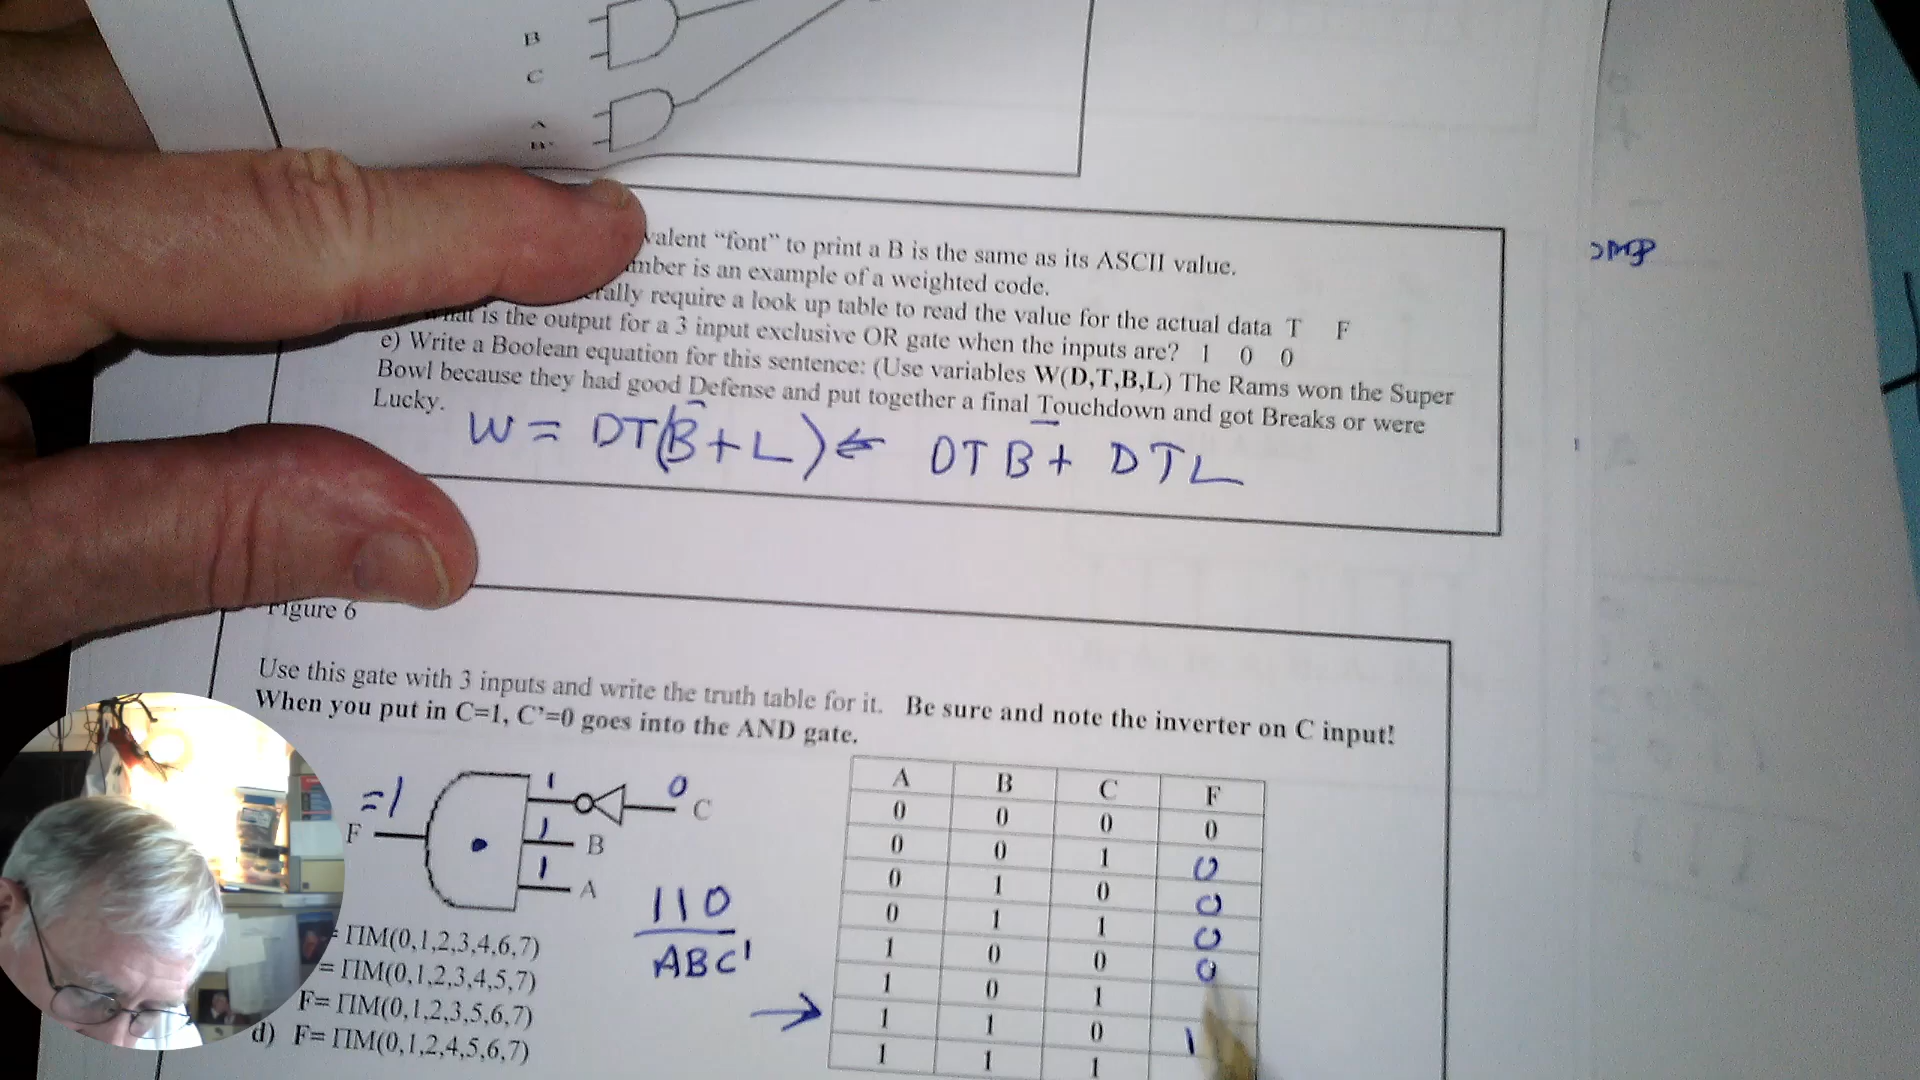 B
C
A
B'
valent “font” to print a B is the same as its ASCII value.
mber is an example of a weighted code.
rally require a look up table to read the value for the actual data T F
what is the output for a 3 input exclusive OR gate when the inputs are? 1 0 0
e) Write a Boolean equation for this sentence: (Use variables W(D,T,B,L) The Rams won the Super
Bowl because they had good Defense and put together a final Touchdown and got Breaks or were
Lucky.
W = DT(B+L) ⇐ DTB + DTL
Figure 6
Use this gate with 3 inputs and write the truth table for it. Be sure and note the inverter on C input!
When you put in C=1, C’=0 goes into the AND gate.
=1
F
1 0 C
1 B
1 A
110
ABC'
A B C F
0 0 0 0
0 0 1 0
0 1 0 0
0 1 1 0
1 0 0 0
1 0 1
1 1 0 1
1 1 1
= ΠM(0,1,2,3,4,6,7)
= ΠM(0,1,2,3,4,5,7)
F= ΠM(0,1,2,3,5,6,7)
d) F= ΠM(0,1,2,4,5,6,7)